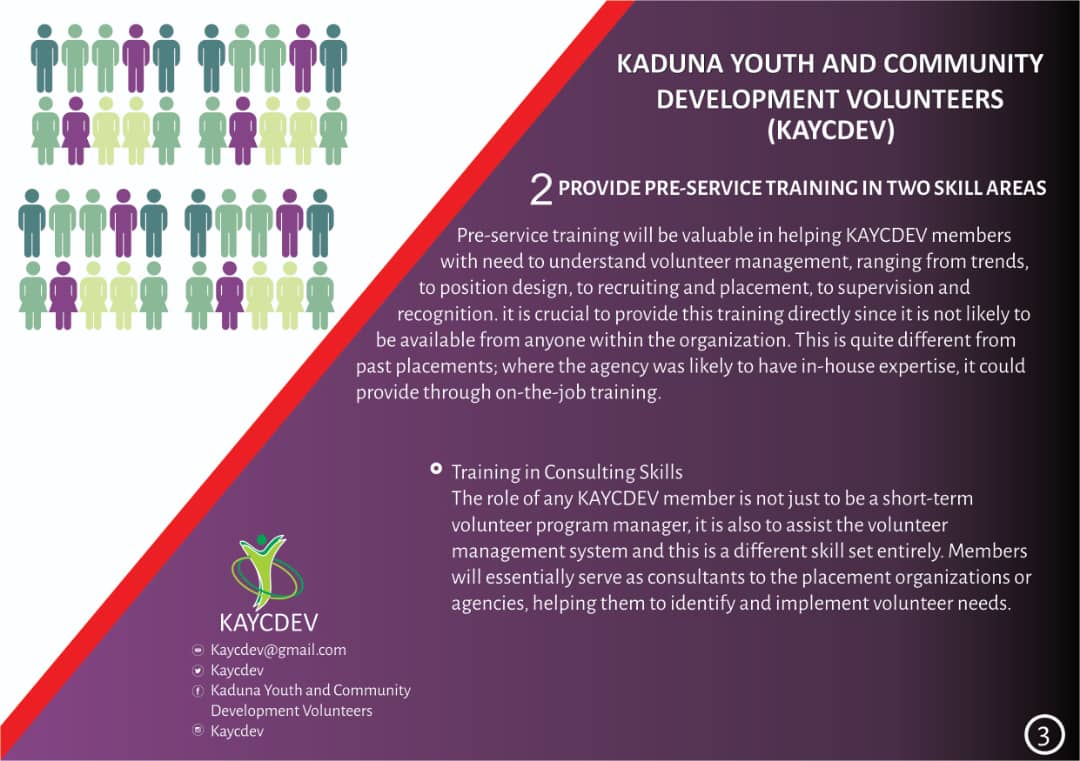 KADUNA YOUTH AND COMMUNITY
DEVELOPMENT VOLUNTEERS
(KAYCDEV)
2 PROVIDE PRE-SERVICE TRAINING IN TWO SKILL AREAS
Pre-service training will be valuable in helping KAYCDEV members
with need to understand volunteer management, ranging from trends,
to position design, to recruiting and placement, to supervision and
recognition. it is crucial to provide this training directly since it is not likely to
be available from anyone within the organization. This is quite different from
past placements; where the agency was likely to have in-house expertise, it could
provide through on-the-job training.
Training in Consulting Skills
The role of any KAYCDEV member is not just to be a short-term
volunteer program manager, it is also to assist the volunteer
management system and this is a different skill set entirely. Members
will essentially serve as consultants to the placement organizations or
agencies, helping them to identify and implement volunteer needs.
KAYCDEV
Kaycdev@gmail.com
Kaycdev
Kaduna Youth and Community
Development Volunteers
Kaycdev
3